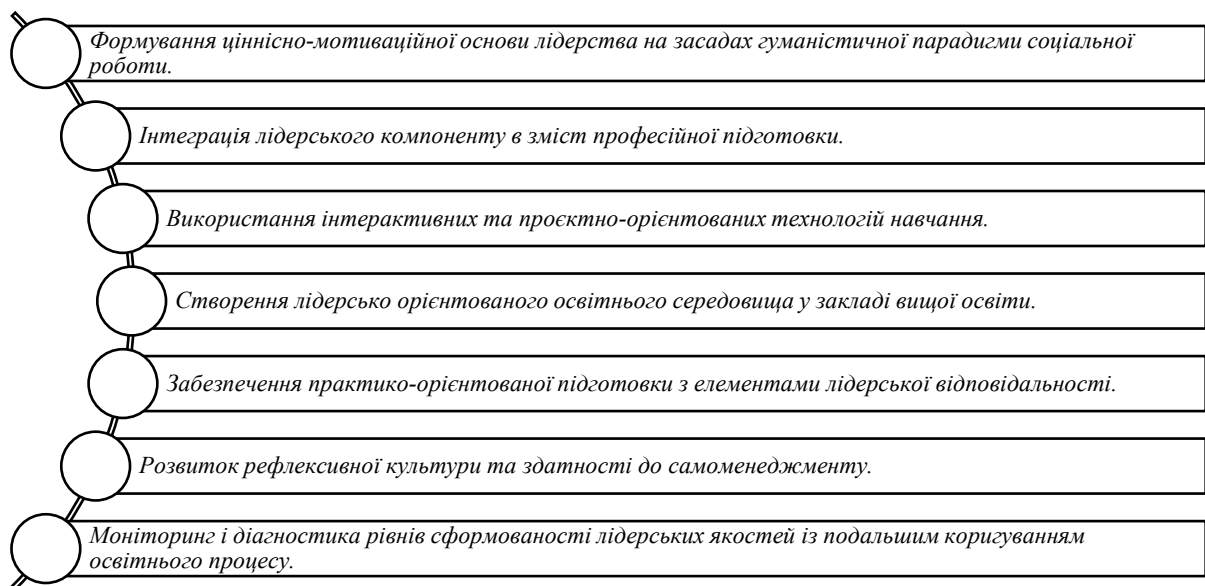 Формування ціннісно-мотиваційної основи лідерства на засадах гуманістичної парадигми соціальної
роботи.
Інтеграція лідерського компоненту в зміст професійної підготовки.
Використання інтерактивних та проєктно-орієнтованих технологій навчання.
Створення лідерсько орієнтованого освітнього середовища у закладі вищої освіти.
Забезпечення практико-орієнтованої підготовки з елементами лідерської відповідальності.
Розвиток рефлексивної культури та здатності до самоменеджменту.
Моніторинг і діагностика рівнів сформованості лідерських якостей із подальшим коригуванням
освітнього процесу.